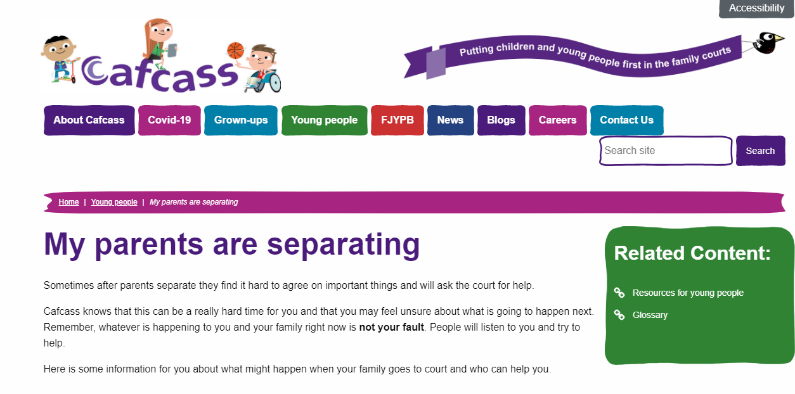 Accessibility
Cafcass
Putting children and young people first in the family courts
About Cafcass
Covid-19
Grown-ups
Young people
FJYPB
News
Blogs
Careers
Contact Us
Search site
Search
Home | Young people | My parents are separating
My parents are separating
Sometimes after parents separate they find it hard to agree on important things and will ask the court for help.
Cafcass knows that this can be a really hard time for you and that you may feel unsure about what is going to happen next.
Remember, whatever is happening to you and your family right now is not your fault. People will listen to you and try to
help.
Here is some information for you about what might happen when your family goes to court and who can help you
Related Content:
Resources for young people
Glossary